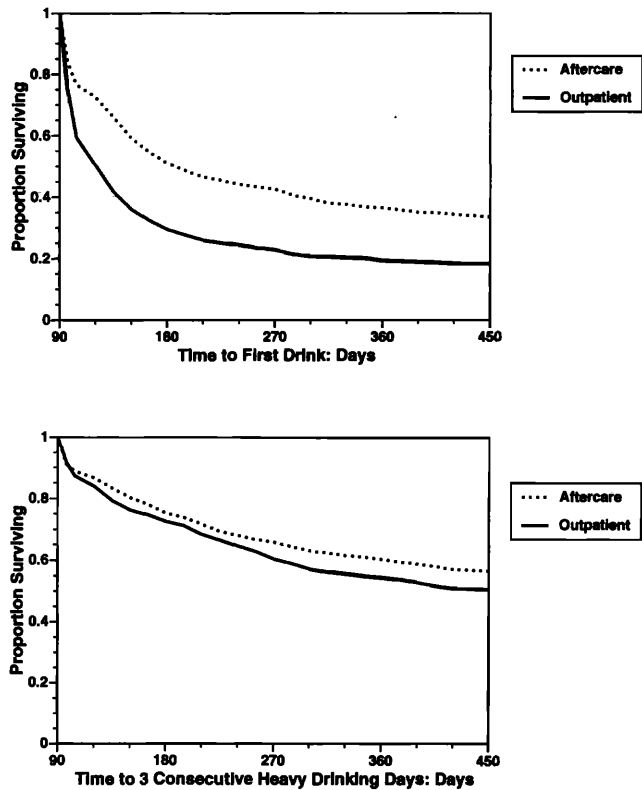 1
0.8
0.6
0.4
0.2
0
Proportion Surviving
90
180
270
360
450
Time to First Drink: Days
Aftercare
Outpatient
1
0.8
0.6
0.4
0.2
0
Proportion Surviving
90
180
270
360
450
Time to 3 Consecutive Heavy Drinking Days: Days
Aftercare
Outpatient